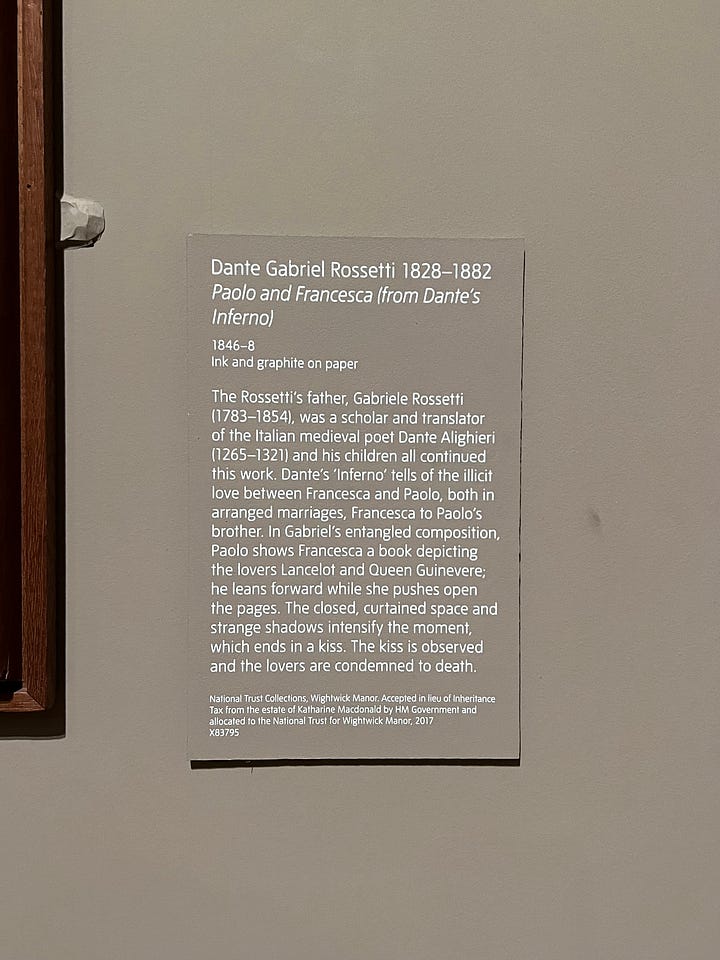 Dante Gabriel Rossetti 1828–1882
Paolo and Francesca (from Dante's
Inferno)
1846–8
Ink and graphite on paper
The Rossetti's father, Gabriele Rossetti
(1783–1854), was a scholar and translator
of the Italian medieval poet Dante Alighieri
(1265–1321) and his children all continued
this work. Dante's 'Inferno' tells of the illicit
love between Francesca and Paolo, both in
arranged marriages, Francesca to Paolo's
brother. In Gabriel's entangled composition,
Paolo shows Francesca a book depicting
the lovers Lancelot and Queen Guinevere;
he leans forward while she pushes open
the pages. The closed, curtained space and
strange shadows intensify the moment,
which ends in a kiss. The kiss is observed
and the lovers are condemned to death.
National Trust Collections, Wightwick Manor. Accepted in lieu of Inheritance
Tax from the estate of Katharine Macdonald by HM Government and
allocated to the National Trust for Wightwick Manor, 2017
X83795